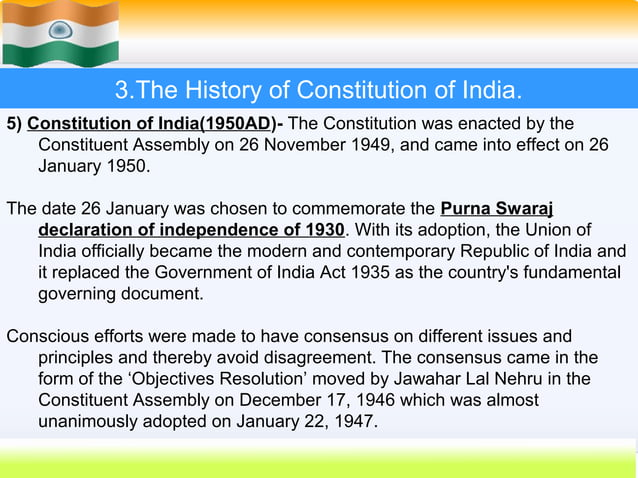 3.The History of Constitution of India.
5) Constitution of India(1950AD)- The Constitution was enacted by the
Constituent Assembly on 26 November 1949, and came into effect on 26
January 1950.
The date 26 January was chosen to commemorate the Purna Swaraj
declaration of independence of 1930. With its adoption, the Union of
India officially became the modern and contemporary Republic of India and
it replaced the Government of India Act 1935 as the country's fundamental
governing document.
Conscious efforts were made to have consensus on different issues and
principles and thereby avoid disagreement. The consensus came in the
form of the ‘Objectives Resolution’ moved by Jawahar Lal Nehru in the
Constituent Assembly on December 17, 1946 which was almost
unanimously adopted on January 22, 1947.